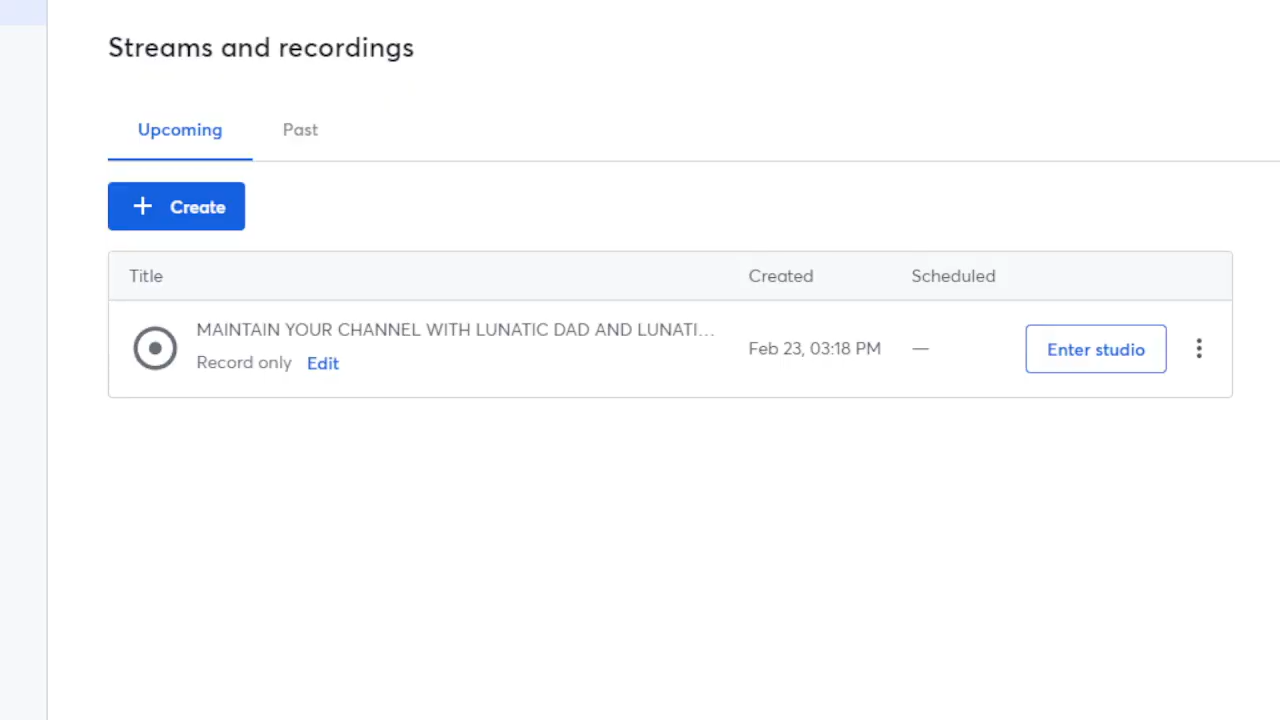 Streams and recordings
Upcoming Past
+ Create
Title Created Scheduled
MAINTAIN YOUR CHANNEL WITH LUNATIC DAD AND LUNATI...
Record only Edit
Feb 23, 03:18 PM — Enter studio